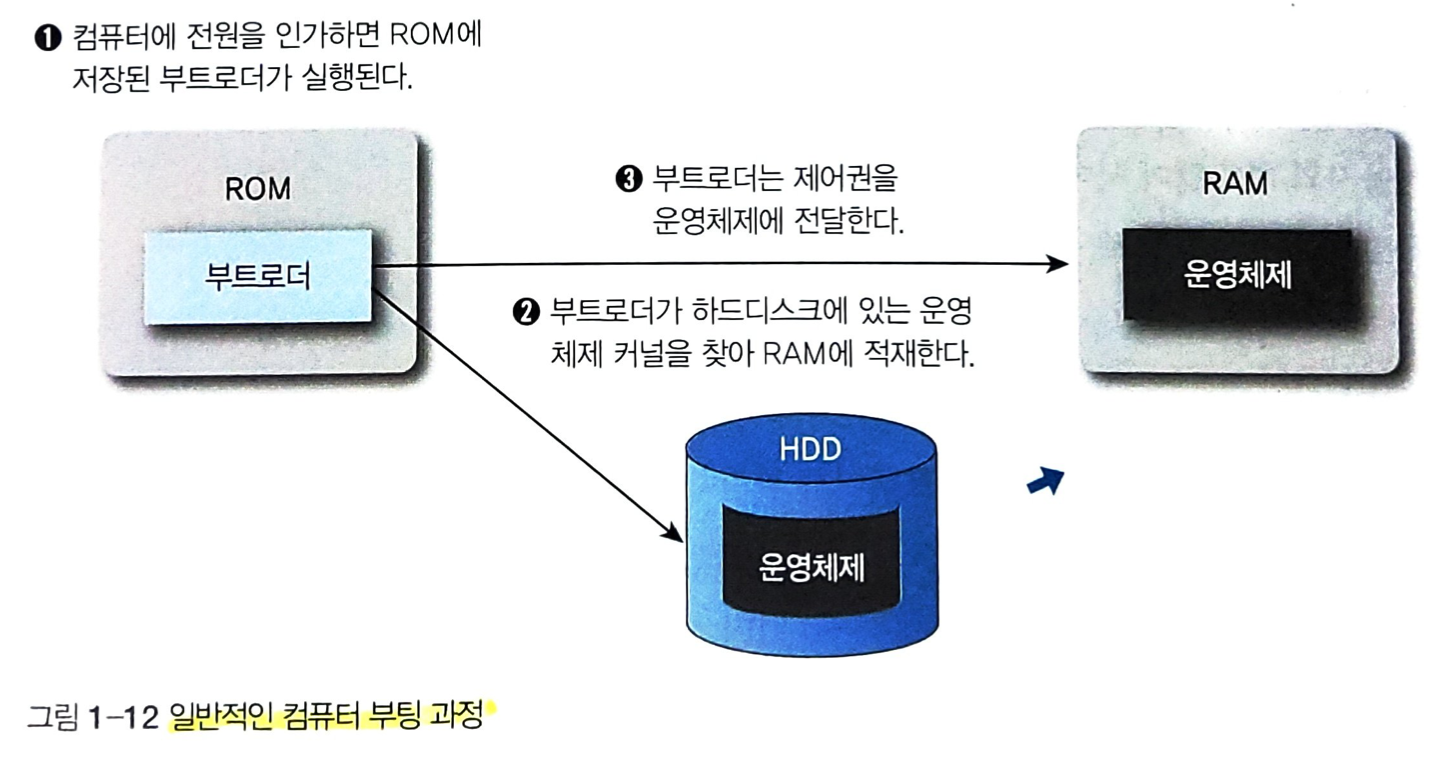 ❶ 컴퓨터에 전원을 인가하면 ROM에
저장된 부트로더가 실행된다.
ROM
부트로더
❸ 부트로더는 제어권을
운영체제에 전달한다.
RAM
운영체제
❷ 부트로더가 하드디스크에 있는 운영
체제 커널을 찾아 RAM에 적재한다.
HDD
운영체제
그림 1-12 일반적인 컴퓨터 부팅 과정